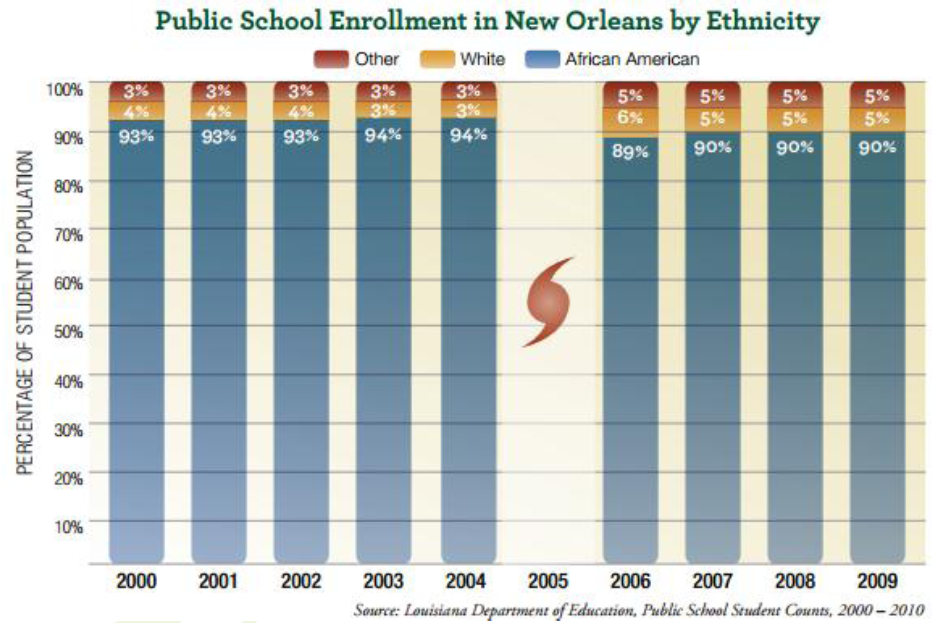 Public School Enrollment in New Orleans by Ethnicity
Other White African American
PERCENTAGE OF STUDENT POPULATION
100%
90%
80%
70%
60%
50%
40%
30%
20%
10%
3% 3% 3% 3% 3% 5% 5% 5% 5%
4% 4% 4% 3% 3% 6% 5% 5% 5%
93% 93% 93% 94% 94% 89% 90% 90% 90%
2000 2001 2002 2003 2004 2005 2006 2007 2008 2009
Source: Louisiana Department of Education, Public School Student Counts, 2000 – 2010